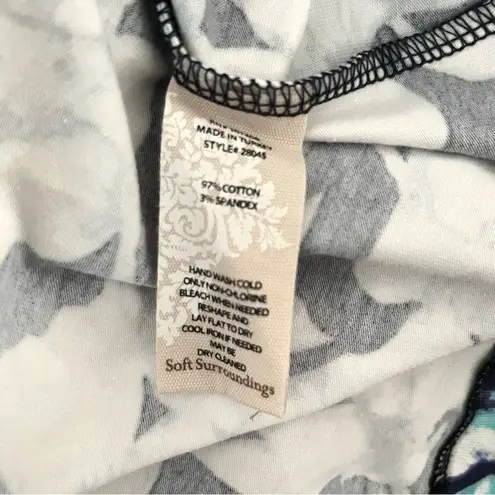 MADE IN TURKEY
STYLE# 28045
97% COTTON
3% SPANDEX
HAND WASH COLD
ONLY NON-CHLORINE
BLEACH WHEN NEEDED
RESHAPE AND
LAY FLAT TO DRY
COOL IRON IF NEEDED
MAY BE
DRY CLEANED
Soft Surroundings